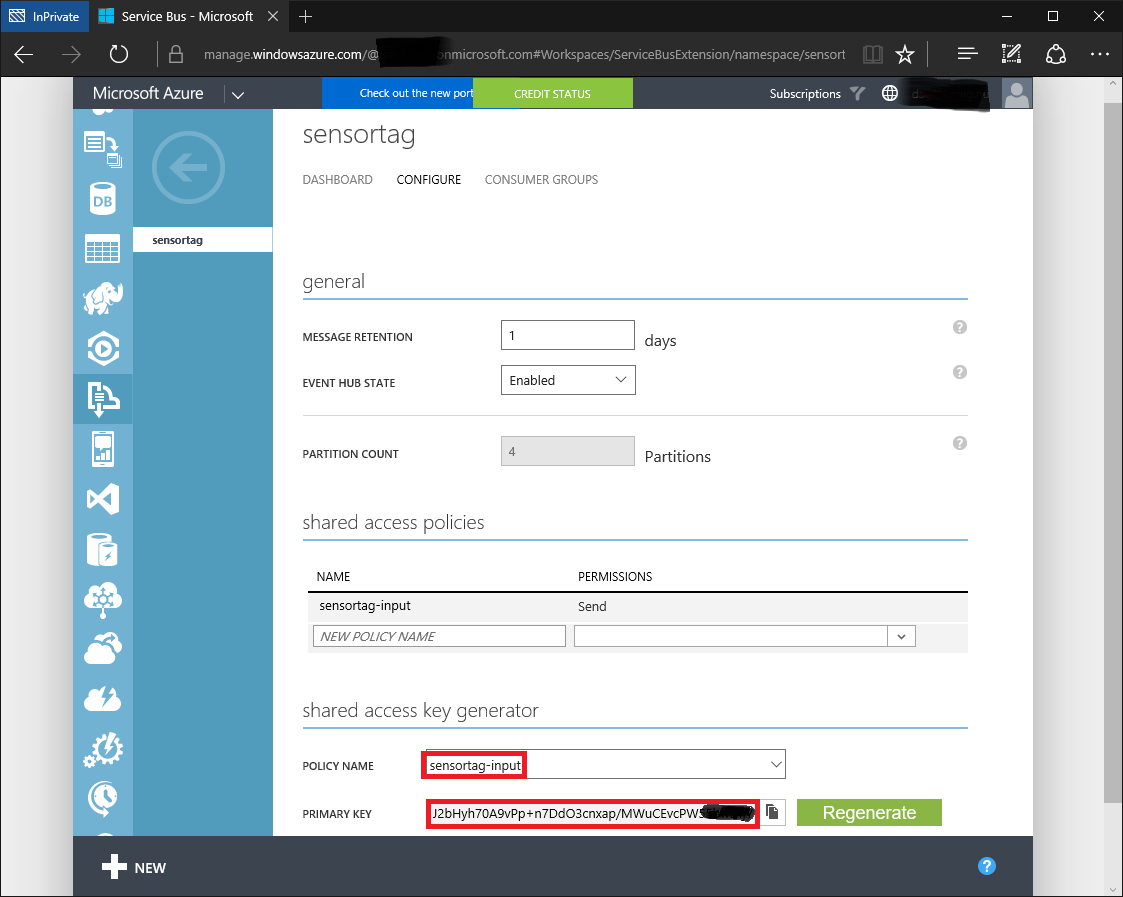 InPrivate
Service Bus - Microsoft
manage.windowsazure.com/@ onmicrosoft.com#Workspaces/ServiceBusExtension/namespace/sensort
Microsoft Azure
Check out the new port
CREDIT STATUS
Subscriptions
sensortag
DASHBOARD CONFIGURE CONSUMER GROUPS
DB
sensortag
general
MESSAGE RETENTION 1 days ?
EVENT HUB STATE Enabled ?
PARTITION COUNT 4 Partitions ?
shared access policies
NAME PERMISSIONS
sensortag-input Send
NEW POLICY NAME
shared access key generator
POLICY NAME sensortag-input
PRIMARY KEY J2bHyh70A9vPp+n7DdO3cnxap/MWuCEvcPWS Regenerate
NEW ?